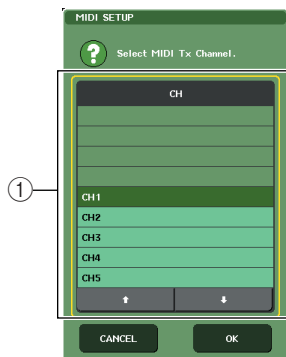 MIDI SETUP
?
Select MIDI Tx Channel.
CH
①
CH1
CH2
CH3
CH4
CH5
CANCEL
OK